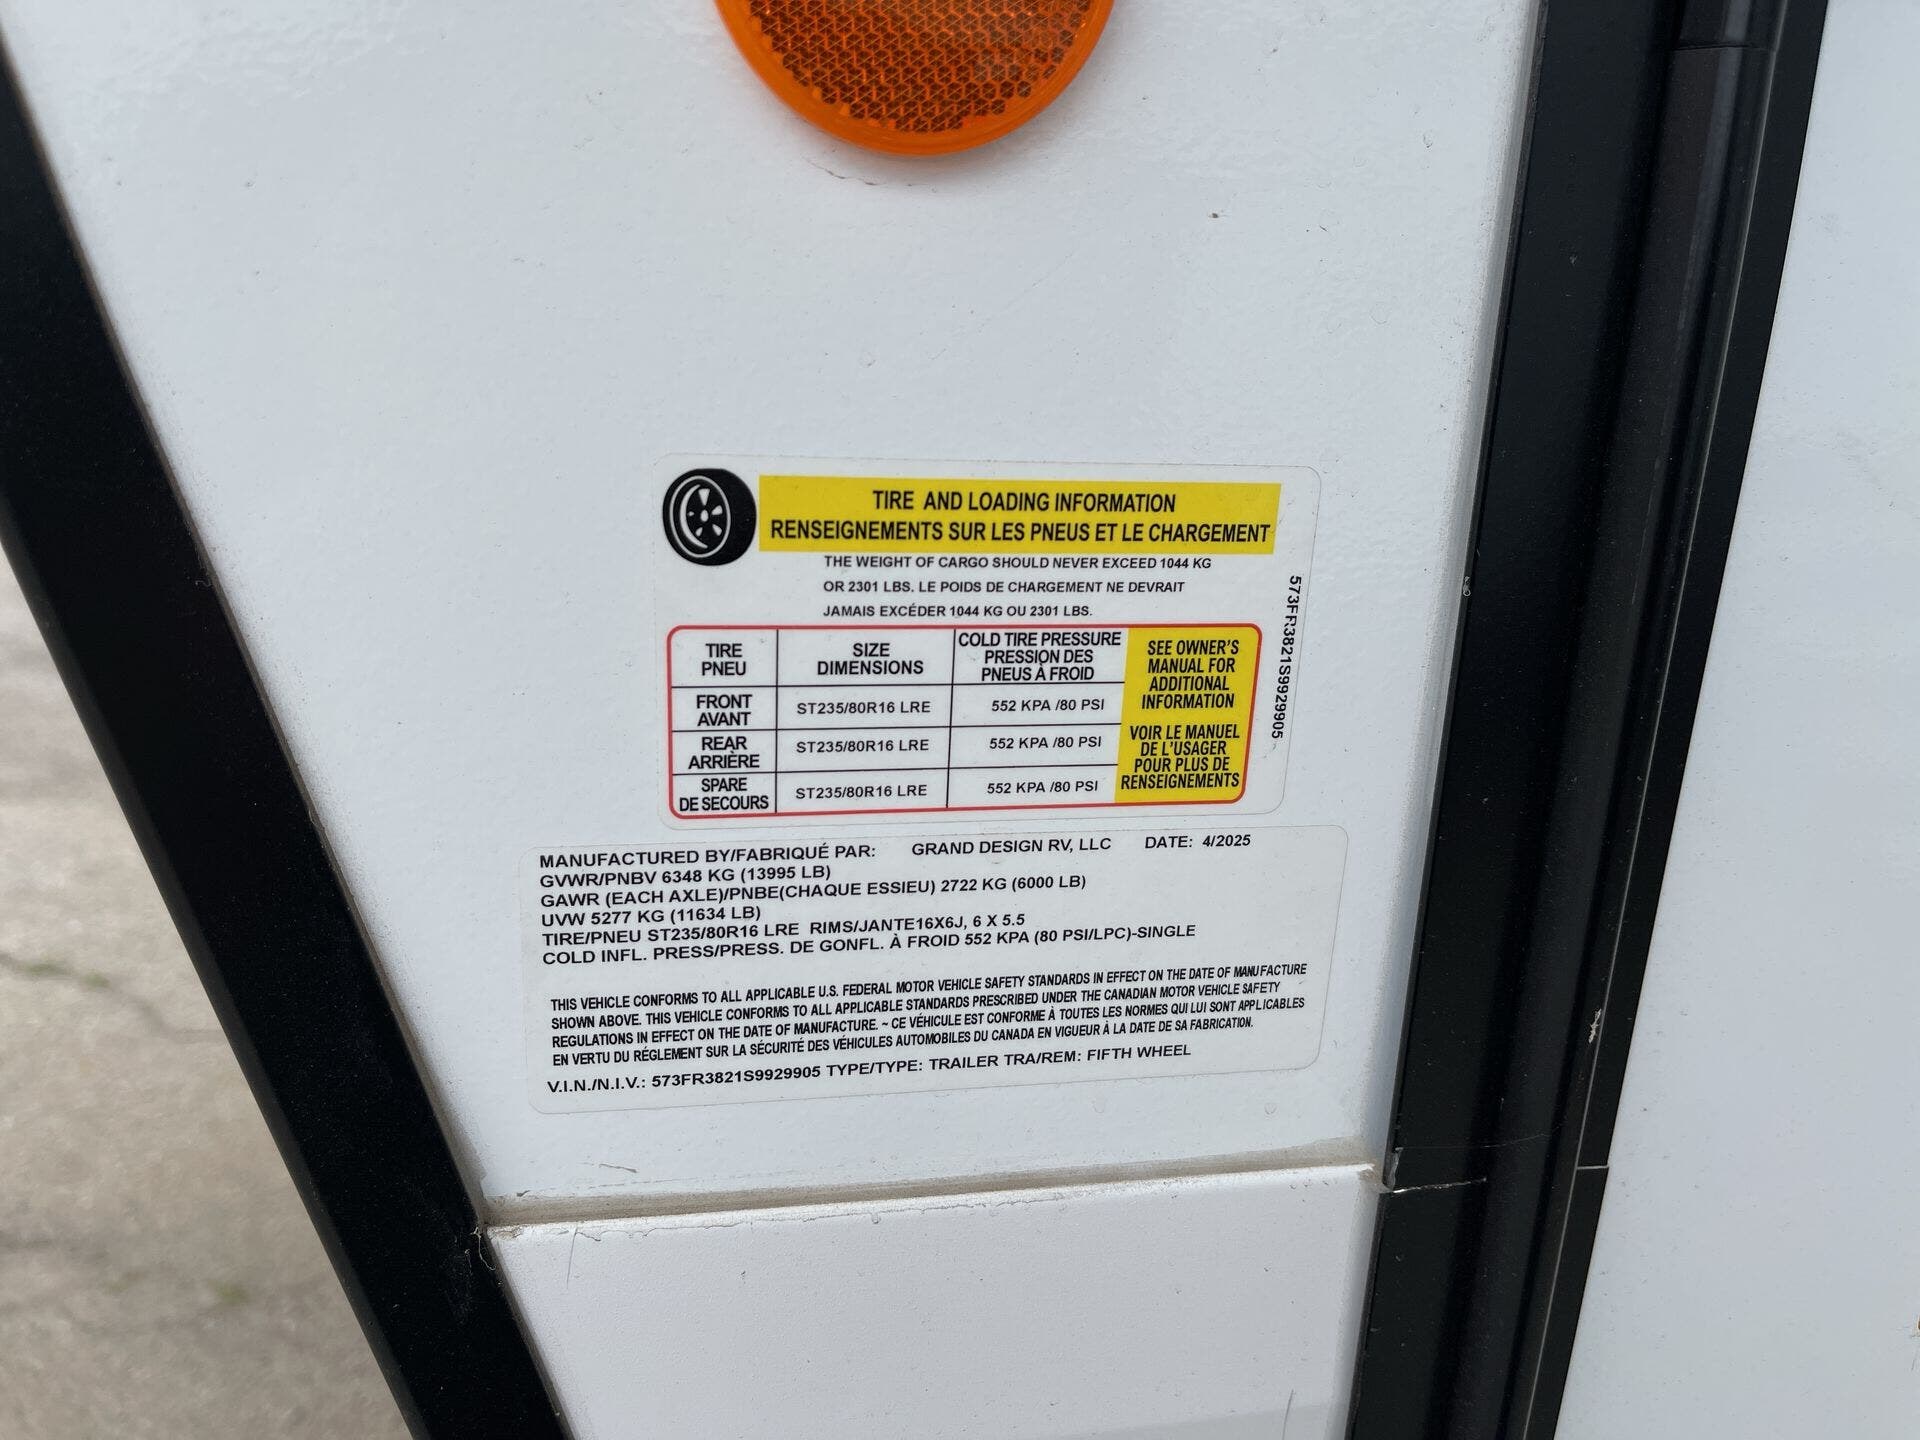 TIRE AND LOADING INFORMATION
RENSEIGNEMENTS SUR LES PNEUS ET LE CHARGEMENT
THE WEIGHT OF CARGO SHOULD NEVER EXCEED 1044 KG
OR 2301 LBS. LE POIDS DE CHARGEMENT NE DEVRAIT
JAMAIS EXCÉDER 1044 KG OU 2301 LBS.
TIRE
PNEU
SIZE
DIMENSIONS
COLD TIRE PRESSURE
PRESSION DES
PNEUS À FROID
FRONT
AVANT
ST235/80R16 LRE
552 KPA /80 PSI
REAR
ARRIÈRE
ST235/80R16 LRE
552 KPA /80 PSI
SPARE
DE SECOURS
ST235/80R16 LRE
552 KPA /80 PSI
SEE OWNER'S
MANUAL FOR
ADDITIONAL
INFORMATION
VOIR LE MANUEL
DE L'USAGER
POUR PLUS DE
RENSEIGNEMENTS
573FR3821S9929905
MANUFACTURED BY/FABRIQUÉ PAR: GRAND DESIGN RV, LLC DATE: 4/2025
GVWR/PNBV 6348 KG (13995 LB)
GAWR (EACH AXLE)/PNBE(CHAQUE ESSIEU) 2722 KG (6000 LB)
UVW 5277 KG (11634 LB)
TIRE/PNEU ST235/80R16 LRE RIMS/JANTE16X6J, 6 X 5.5
COLD INFL. PRESS/PRESS. DE GONFL. À FROID 552 KPA (80 PSI/LPC)-SINGLE
THIS VEHICLE CONFORMS TO ALL APPLICABLE U.S. FEDERAL MOTOR VEHICLE SAFETY STANDARDS IN EFFECT ON THE DATE OF MANUFACTURE
SHOWN ABOVE. THIS VEHICLE CONFORMS TO ALL APPLICABLE STANDARDS PRESCRIBED UNDER THE CANADIAN MOTOR VEHICLE SAFETY
REGULATIONS IN EFFECT ON THE DATE OF MANUFACTURE. ~ CE VÉHICULE EST CONFORME À TOUTES LES NORMES QUI LUI SONT APPLICABLES
EN VERTU DU RÉGLEMENT SUR LA SÉCURITÉ DES VÉHICULES AUTOMOBILES DU CANADA EN VIGUEUR À LA DATE DE SA FABRICATION.
V.I.N./N.I.V.: 573FR3821S9929905 TYPE/TYPE: TRAILER TRA/REM: FIFTH WHEEL